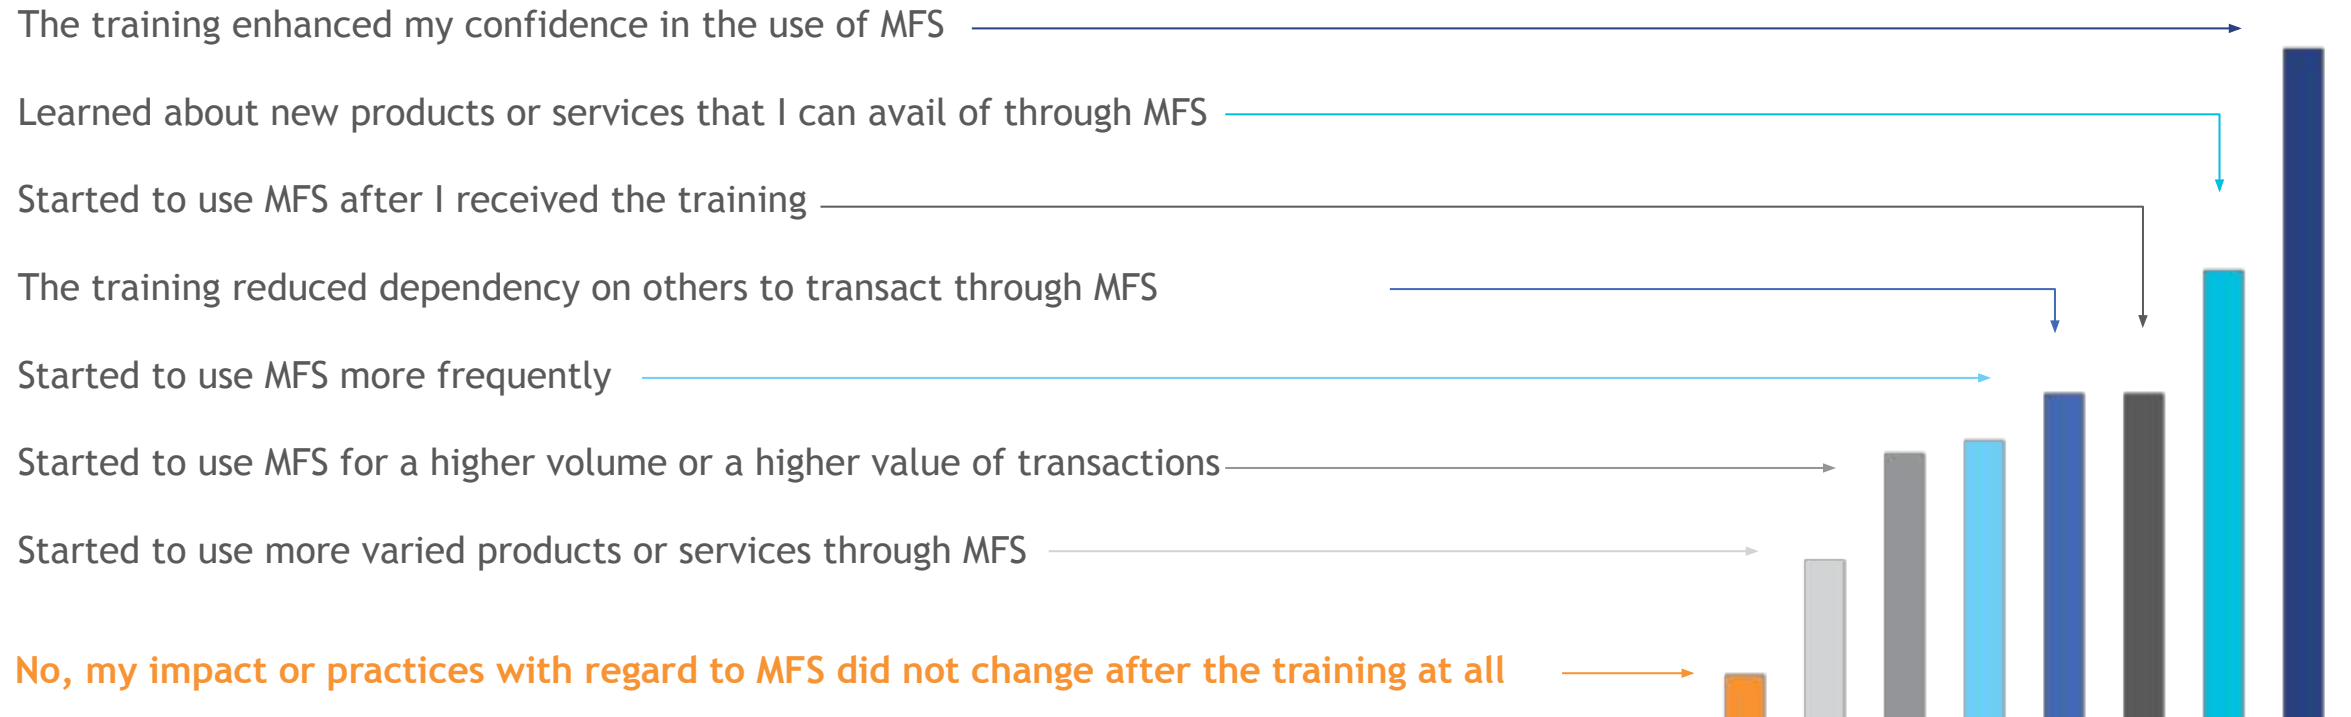 The training enhanced my confidence in the use of MFS
Learned about new products or services that I can avail of through MFS
Started to use MFS after I received the training
The training reduced dependency on others to transact through MFS
Started to use MFS more frequently
Started to use MFS for a higher volume or a higher value of transactions
Started to use more varied products or services through MFS
No, my impact or practices with regard to MFS did not change after the training at all